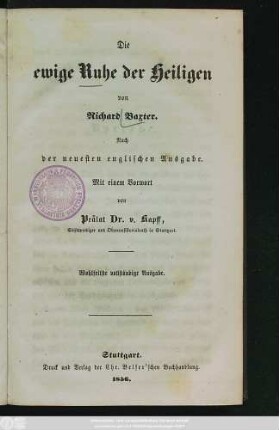 Die
ewige Ruhe der Heiligen
von
Richard Baxter.
Nach
der neuesten englischen Ausgabe.
Mit einem Vorwort
von
Prälat Dr. v. Kapff,
Stiftsprediger und Oberconsistorialrath in Stuttgart.
Wohlfeilste vollständige Ausgabe.
Stuttgart.
Druck und Verlag der Chr. Belser'schen Buchhandlung.
1856.